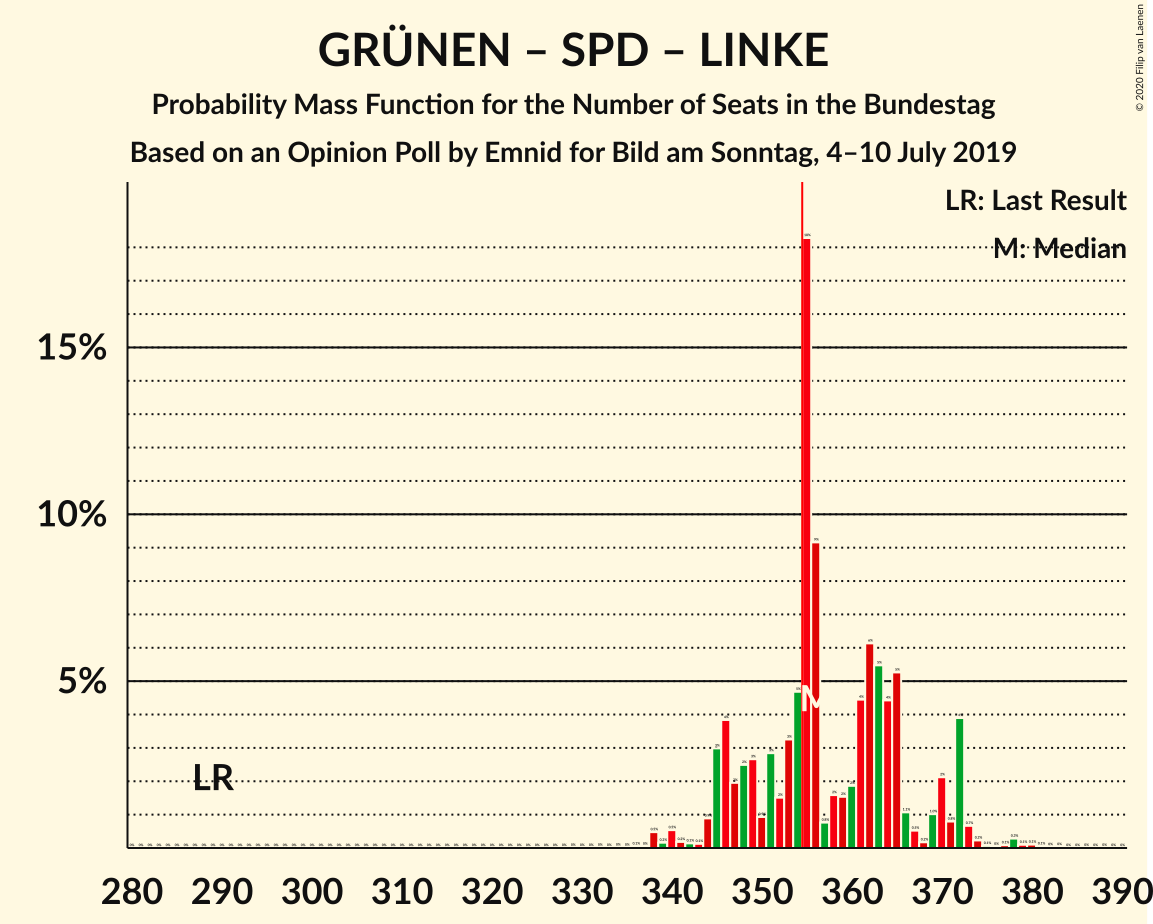 GRÜNEN – SPD – LINKE
Probability Mass Function for the Number of Seats in the Bundestag
Based on an Opinion Poll by Emnid for Bild am Sonntag, 4–10 July 2019
© 2020 Filip van Laenen
LR: Last Result
M: Median
15%
10%
5%
LR
M
280 290 300 310 320 330 340 350 360 370 380 390